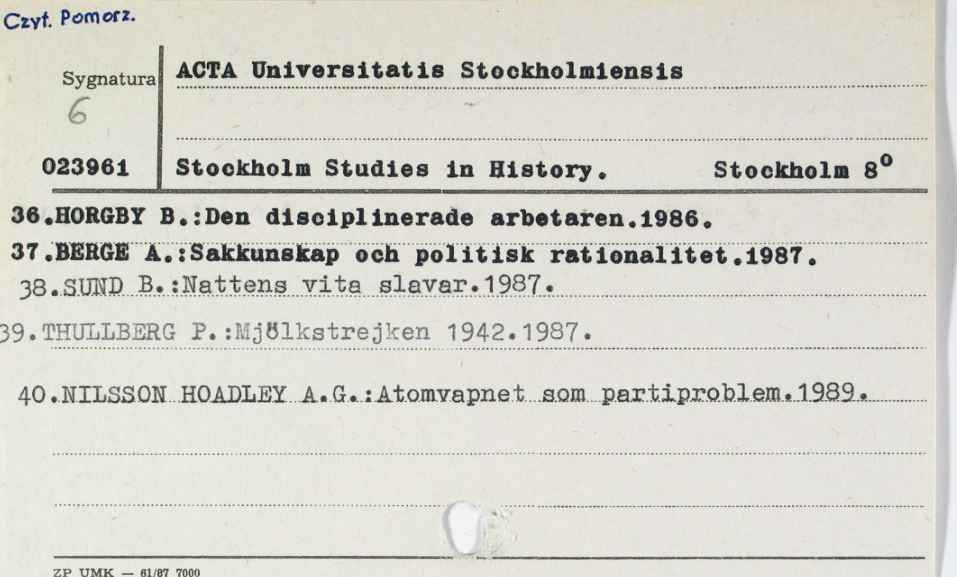 Czyt. Pomorz.
Sygnatura
ACTA Universitatis Stockholmiensis
6
023961
Stockholm Studies in History. Stockholm 8⁰
36.HORGBY B.:Den disciplinerade arbetaren.1986.
37.BERGE A.:Sakkunskap och politisk rationalitet.1987.
38.SUND B.:Nattens vita slavar.1987.
39.THULLBERG P.:Mjölkstrejken 1942.1987.
40.NILSSON HOADLEY A.G.:Atomvapnet som partiproblem.1989.
ZP UMK — 61/87 7000